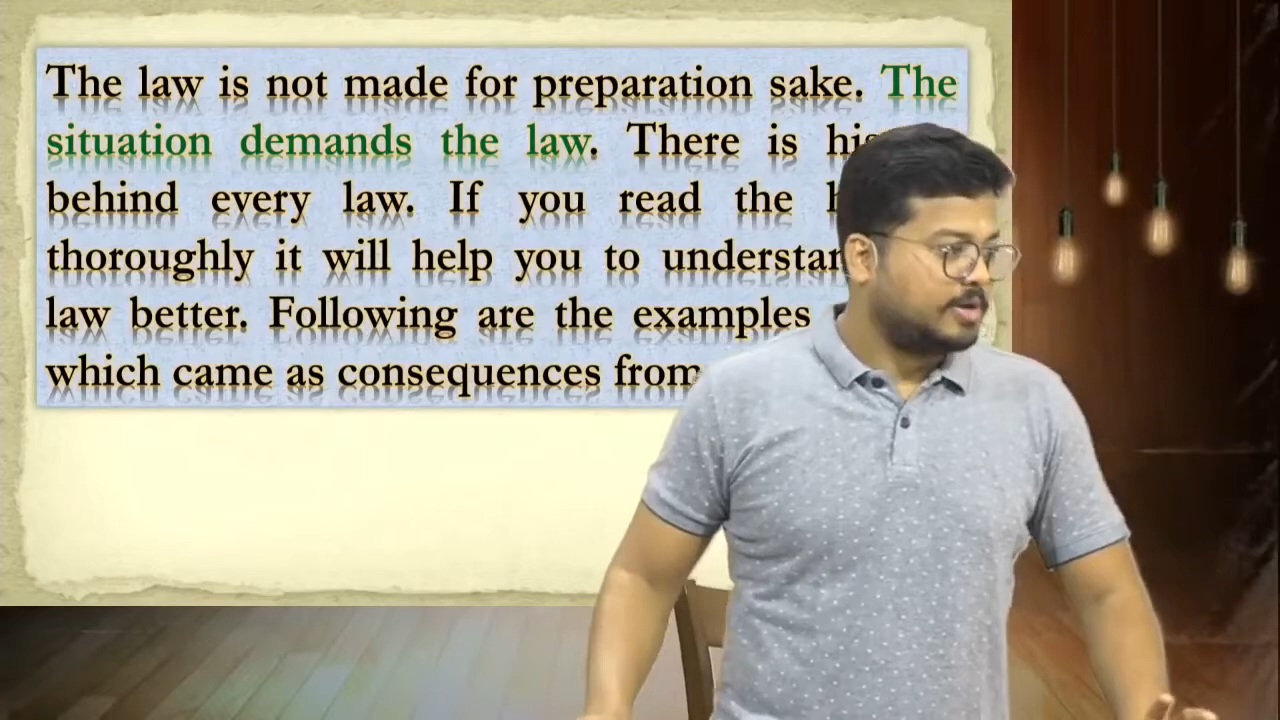 The law is not made for preparation sake. The
situation demands the law. There is
behind every law. If you read the
thoroughly it will help you to
law better. Following are the examples
which came as consequences from